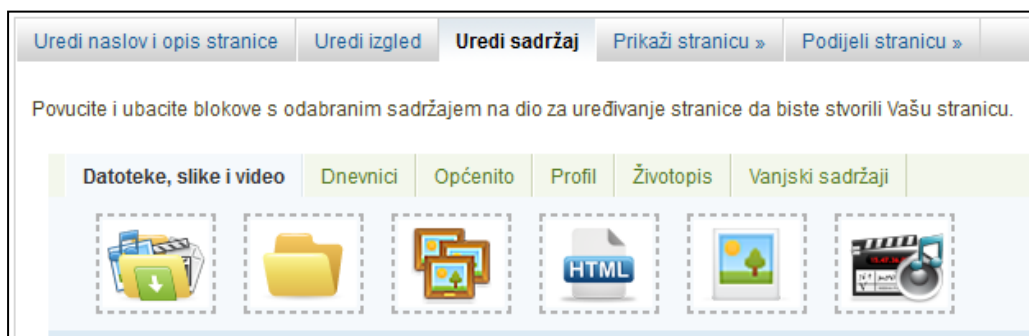 Uredi naslov i opis stranice Uredi izgled Uredi sadržaj Prikaži stranicu » Podijeli stranicu »
Povucite i ubacite blokove s odabranim sadržajem na dio za uređivanje stranice da biste stvorili Vašu stranicu.
Datoteke, slike i video Dnevnici Općenito Profil Životopis Vanjski sadržaji
HTML